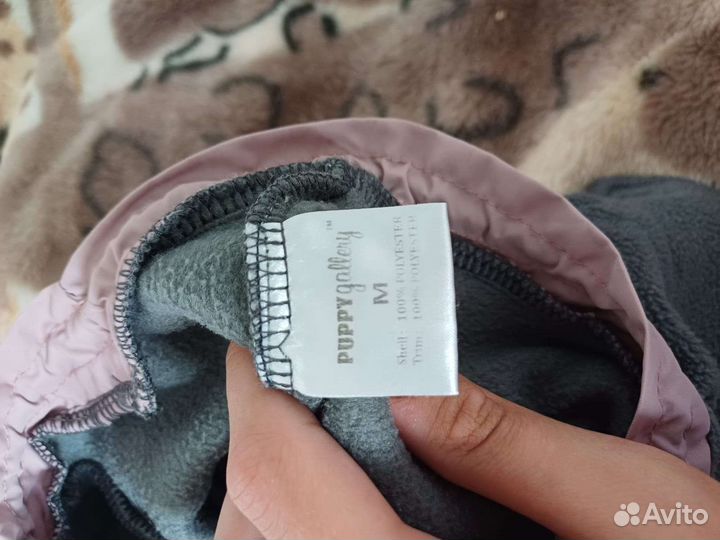 PUPPYgallery™
M
Shell: 100% POLYESTER
Trim: 100% POLYESTER
Avito